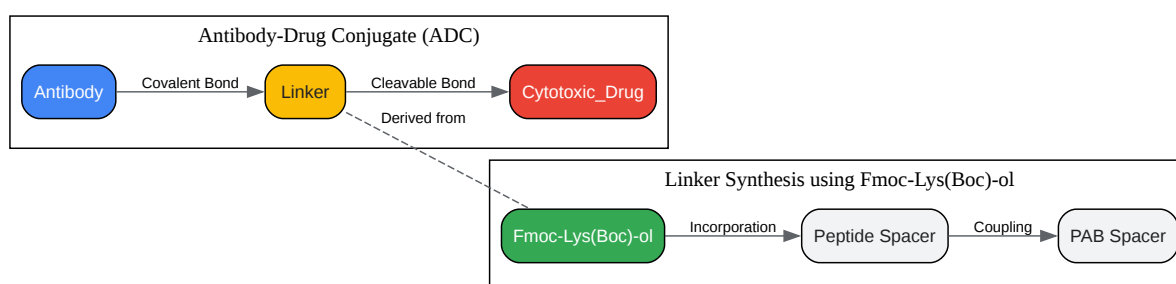 Antibody-Drug Conjugate (ADC)
Antibody
Covalent Bond
Linker
Cleavable Bond
Cytotoxic_Drug
Derived from
Linker Synthesis using Fmoc-Lys(Boc)-ol
Fmoc-Lys(Boc)-ol
Incorporation
Peptide Spacer
Coupling
PAB Spacer